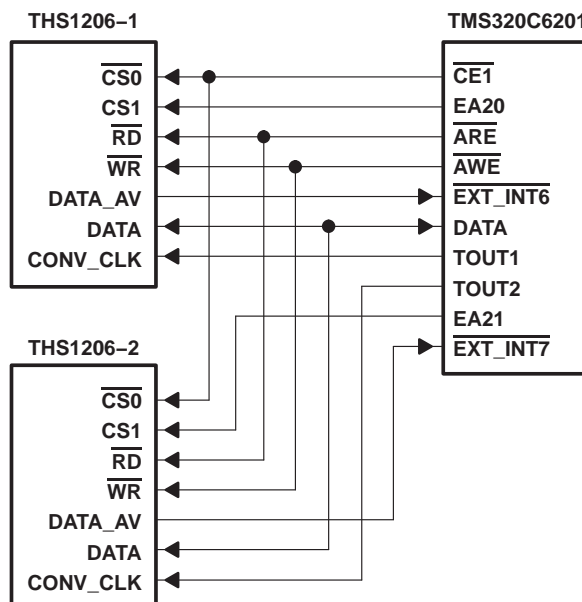 THS1206–1
CS0
CS1
RD
WR
DATA_AV
DATA
CONV_CLK
TMS320C6201
CE1
EA20
ARE
AWE
EXT_INT6
DATA
TOUT1
TOUT2
EA21
EXT_INT7
THS1206–2
CS0
CS1
RD
WR
DATA_AV
DATA
CONV_CLK